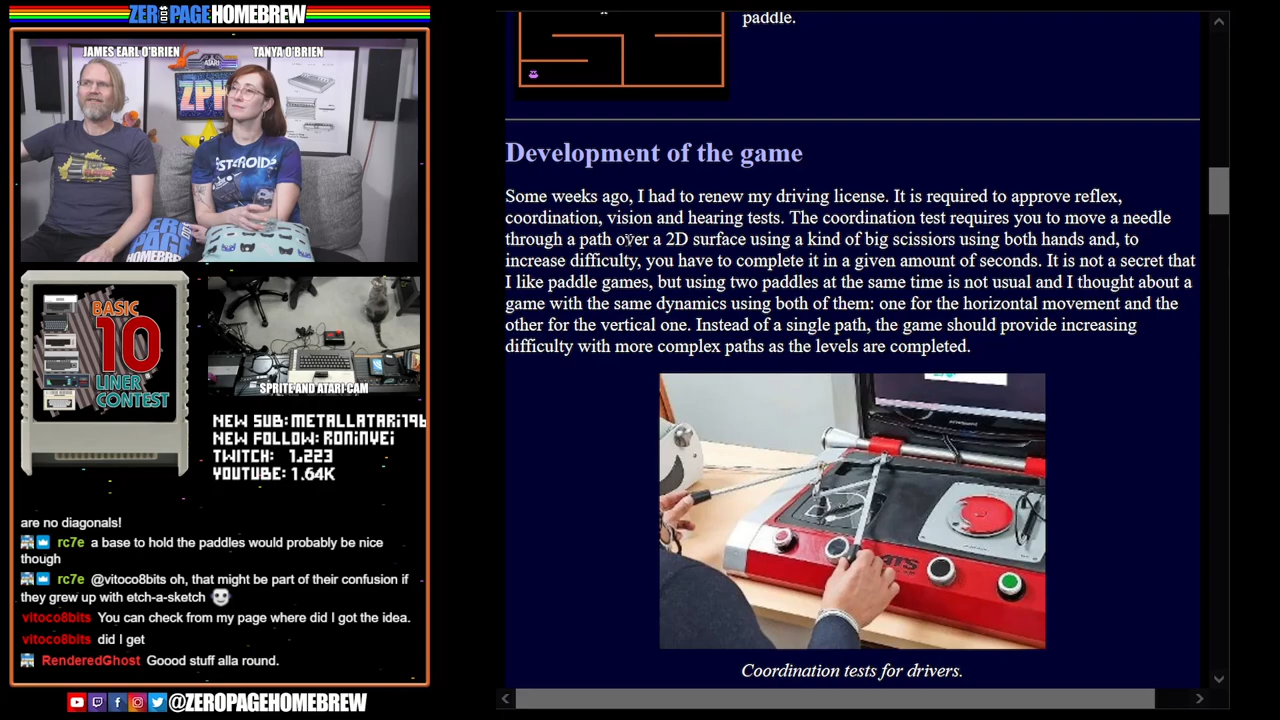 ZEROPAGE HOMEBREW
JAMES EARL O'BRIEN
TANYA O'BRIEN
ATARI
ZPH
ASTEROIDS
ZERO
PAGE
HOMEBREW
BASIC
10
LINER
CONTEST
SPRITE AND ATARI CAM
NEW SUB: METALLATARI196
NEW FOLLOW: RONINVEI
TWITCH: 1,223
YOUTUBE: 1.64K
are no diagonals!
rc7e a base to hold the paddles would probably be nice
though
rc7e @vitoco8bits oh, that might be part of their confusion if
they grew up with etch-a-sketch
vitoco8bits You can check from my page where did I got the idea.
vitoco8bits did I get
RenderedGhost Goood stuff alla round.
@ZEROPAGEHOMEBREW
paddle.
Development of the game
Some weeks ago, I had to renew my driving license. It is required to approve reflex,
coordination, vision and hearing tests. The coordination test requires you to move a needle
through a path over a 2D surface using a kind of big scissiors using both hands and, to
increase difficulty, you have to complete it in a given amount of seconds. It is not a secret that
I like paddle games, but using two paddles at the same time is not usual and I thought about a
game with the same dynamics using both of them: one for the horizontal movement and the
other for the vertical one. Instead of a single path, the game should provide increasing
difficulty with more complex paths as the levels are completed.
Coordination tests for drivers.